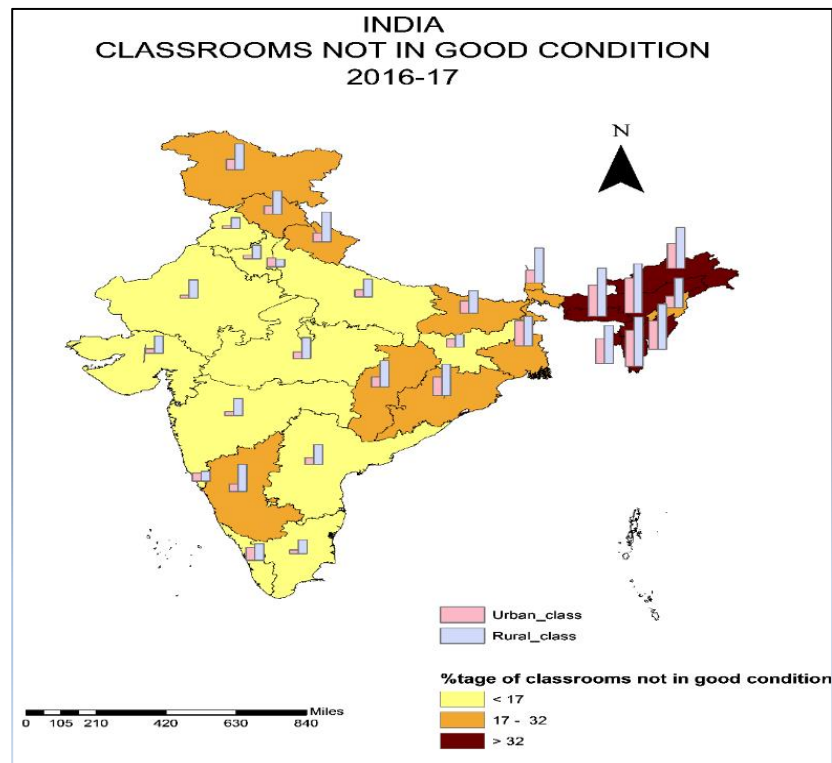 INDIA
CLASSROOMS NOT IN GOOD CONDITION
2016-17
N
Urban_class
Rural_class
%tage of classrooms not in good condition
< 17
17 - 32
> 32
Miles
0 105 210 420 630 840